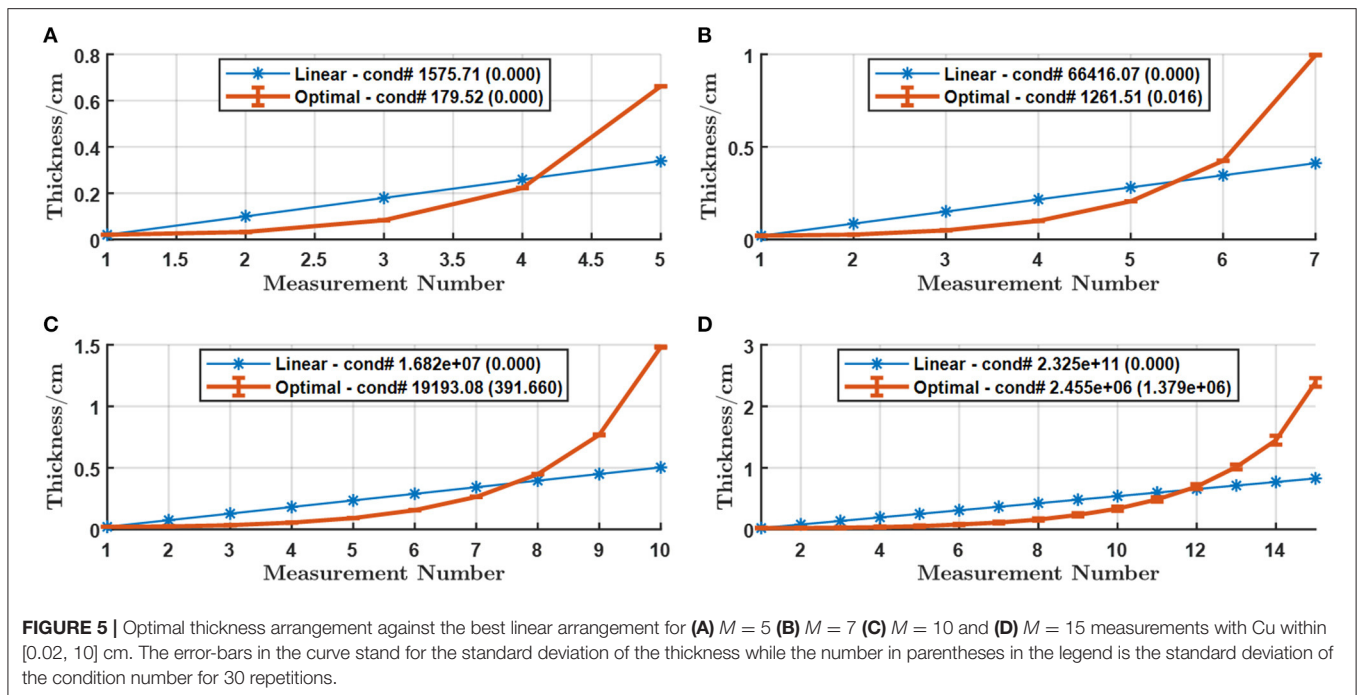 A
0.8
0.6
0.4
0.2
0
Thickness/cm
Linear - cond# 1575.71 (0.000)
Optimal - cond# 179.52 (0.000)
1 1.5 2 2.5 3 3.5 4 4.5 5
Measurement Number
B
1
0.5
0
Thickness/cm
Linear - cond# 66416.07 (0.000)
Optimal - cond# 1261.51 (0.016)
1 2 3 4 5 6 7
Measurement Number
C
1.5
1
0.5
0
Thickness/cm
Linear - cond# 1.682e+07 (0.000)
Optimal - cond# 19193.08 (391.660)
1 2 3 4 5 6 7 8 9 10
Measurement Number
D
3
2
1
0
Thickness/cm
Linear - cond# 2.325e+11 (0.000)
Optimal - cond# 2.455e+06 (1.379e+06)
2 4 6 8 10 12 14
Measurement Number
FIGURE 5 | Optimal thickness arrangement against the best linear arrangement for (A) M = 5 (B) M = 7 (C) M = 10 and (D) M = 15 measurements with Cu within
[0.02, 10] cm. The error-bars in the curve stand for the standard deviation of the thickness while the number in parentheses in the legend is the standard deviation of
the condition number for 30 repetitions.